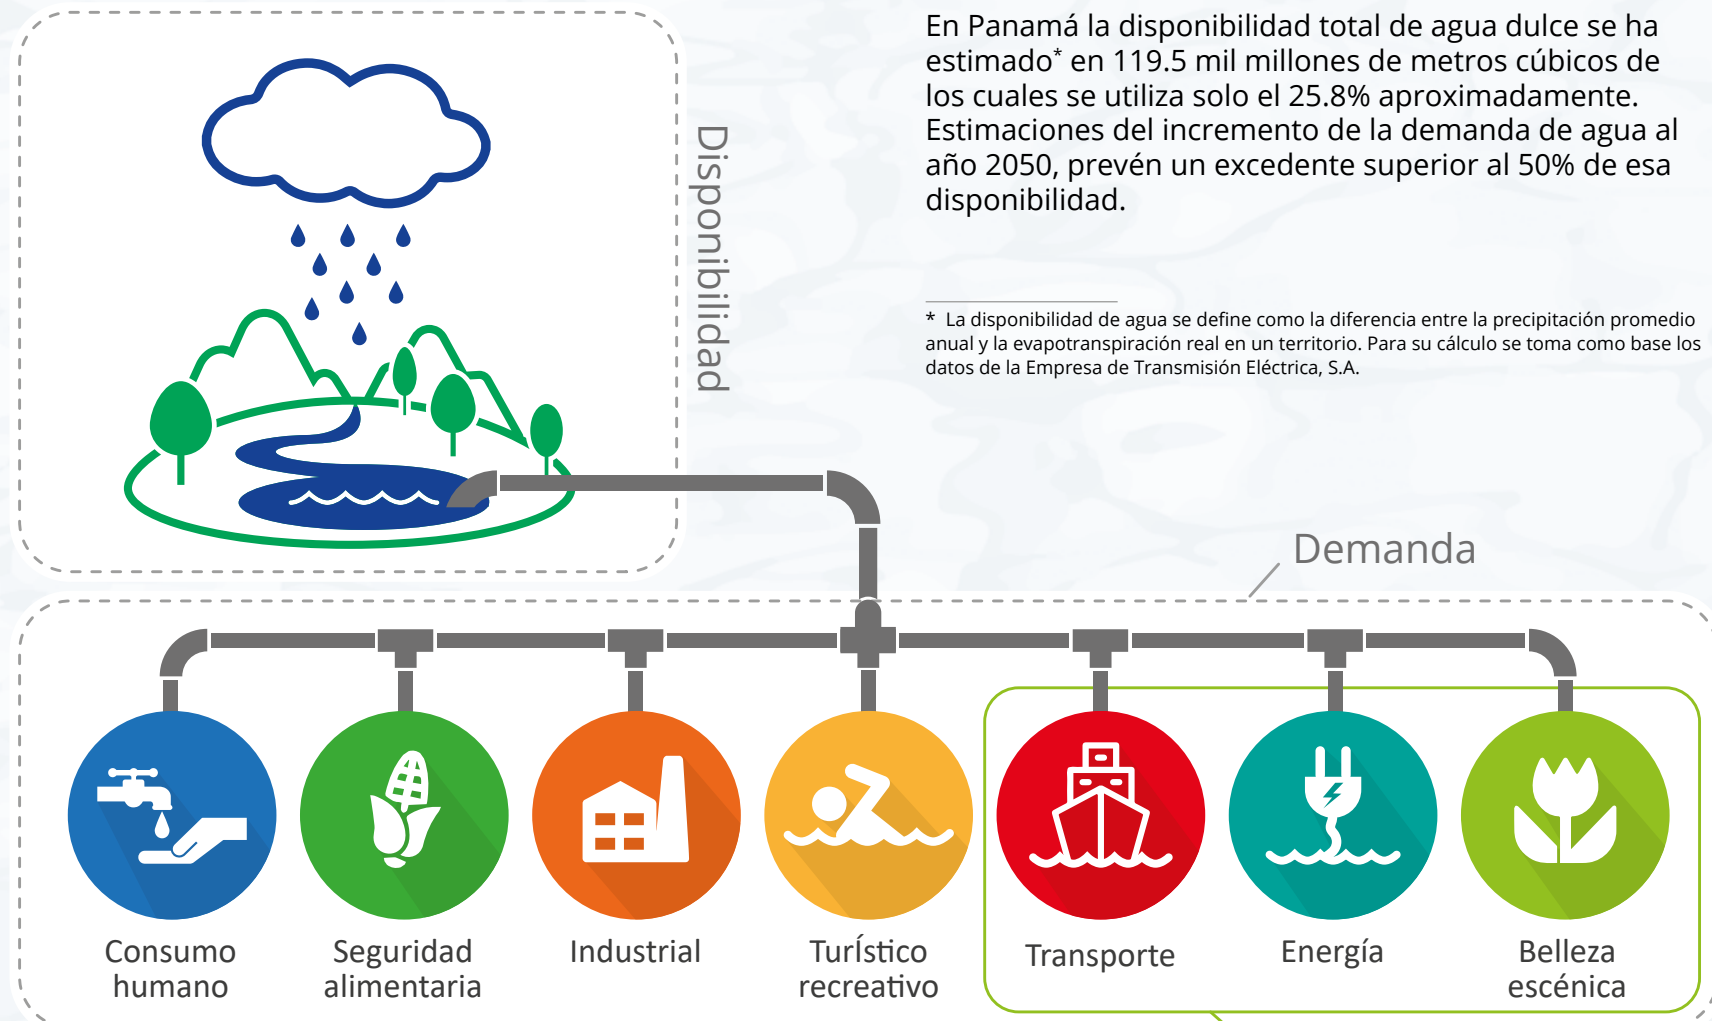 En Panamá la disponibilidad total de agua dulce se ha
estimado* en 119.5 mil millones de metros cúbicos de
los cuales se utiliza solo el 25.8% aproximadamente.
Estimaciones del incremento de la demanda de agua al
año 2050, prevén un excedente superior al 50% de esa
disponibilidad.
* La disponibilidad de agua se define como la diferencia entre la precipitación promedio
anual y la evapotranspiración real en un territorio. Para su cálculo se toma como base los
datos de la Empresa de Transmisión Eléctrica, S.A.
Disponibilidad
Demanda
Consumo
humano
Seguridad
alimentaria
Industrial
TurÍstico
recreativo
Transporte
Energía
Belleza
escénica